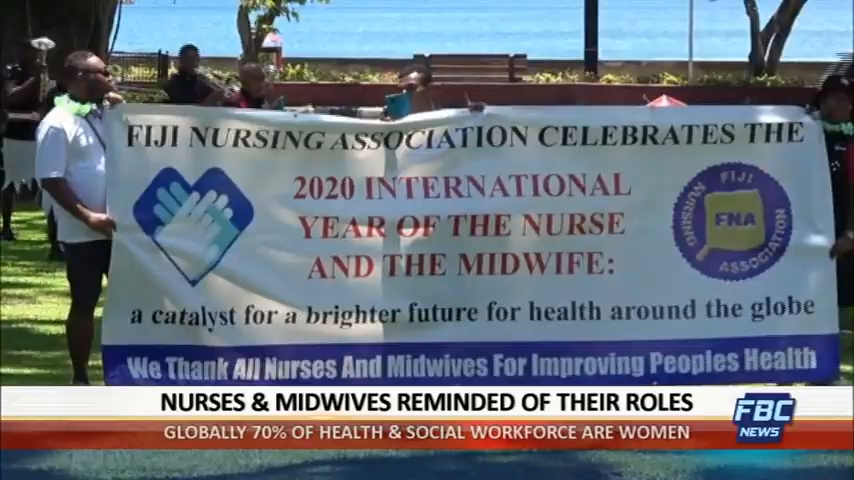 FIJI NURSING ASSOCIATION CELEBRATES THE
2020 INTERNATIONAL
YEAR OF THE NURSE
AND THE MIDWIFE:
a catalyst for a brighter future for health around the globe
We Thank All Nurses And Midwives For Improving Peoples Health
FIJI
NURSING
FNA
ASSOCIATION
NURSES & MIDWIVES REMINDED OF THEIR ROLES
GLOBALLY 70% OF HEALTH & SOCIAL WORKFORCE ARE WOMEN
FBC
NEWS